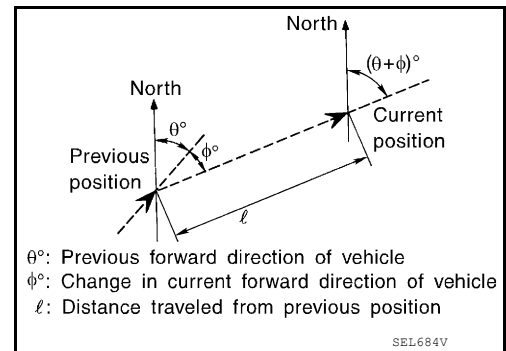 North
(θ+ϕ)°
North
θ°
ϕ°
Current
position
Previous
position
ℓ
θ°: Previous forward direction of vehicle
ϕ°: Change in current forward direction of vehicle
ℓ: Distance traveled from previous position
SEL684V